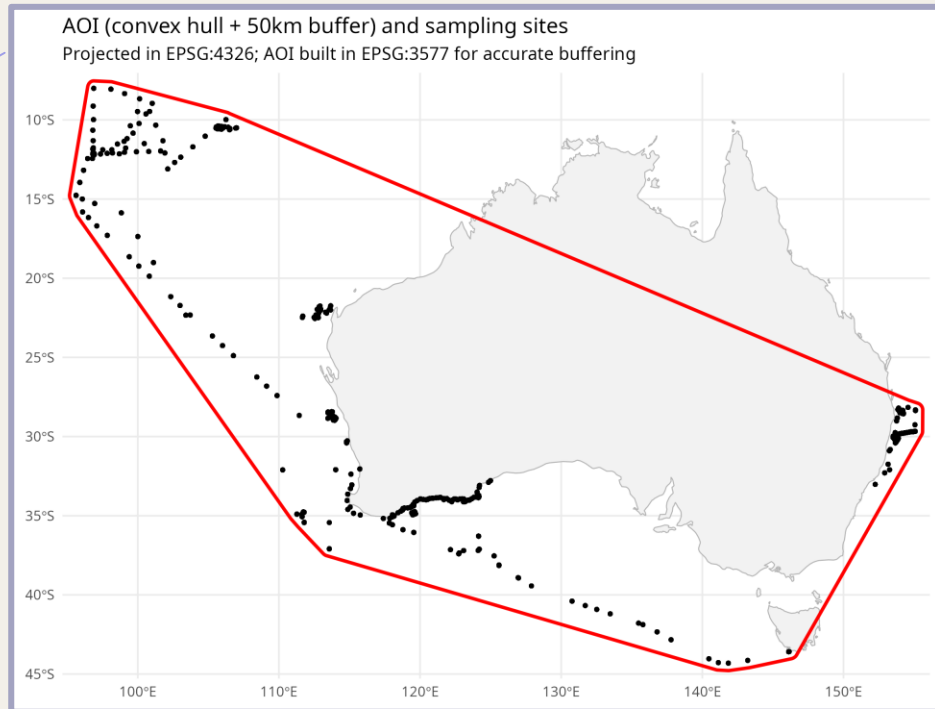 AOI (convex hull + 50km buffer) and sampling sites
Projected in EPSG:4326; AOI built in EPSG:3577 for accurate buffering
10°S
15°S
20°S
25°S
30°S
35°S
40°S
45°S
100°E 110°E 120°E 130°E 140°E 150°E